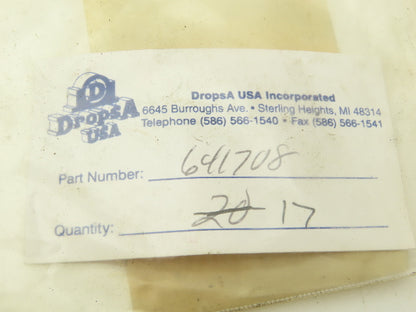 D
DropsA
USA
DropsA USA Incorporated
6645 Burroughs Ave. • Sterling Heights, MI 48314
Telephone (586) 566-1540 • Fax (586) 566-1541
Part Number: 641708
Quantity: 20 17